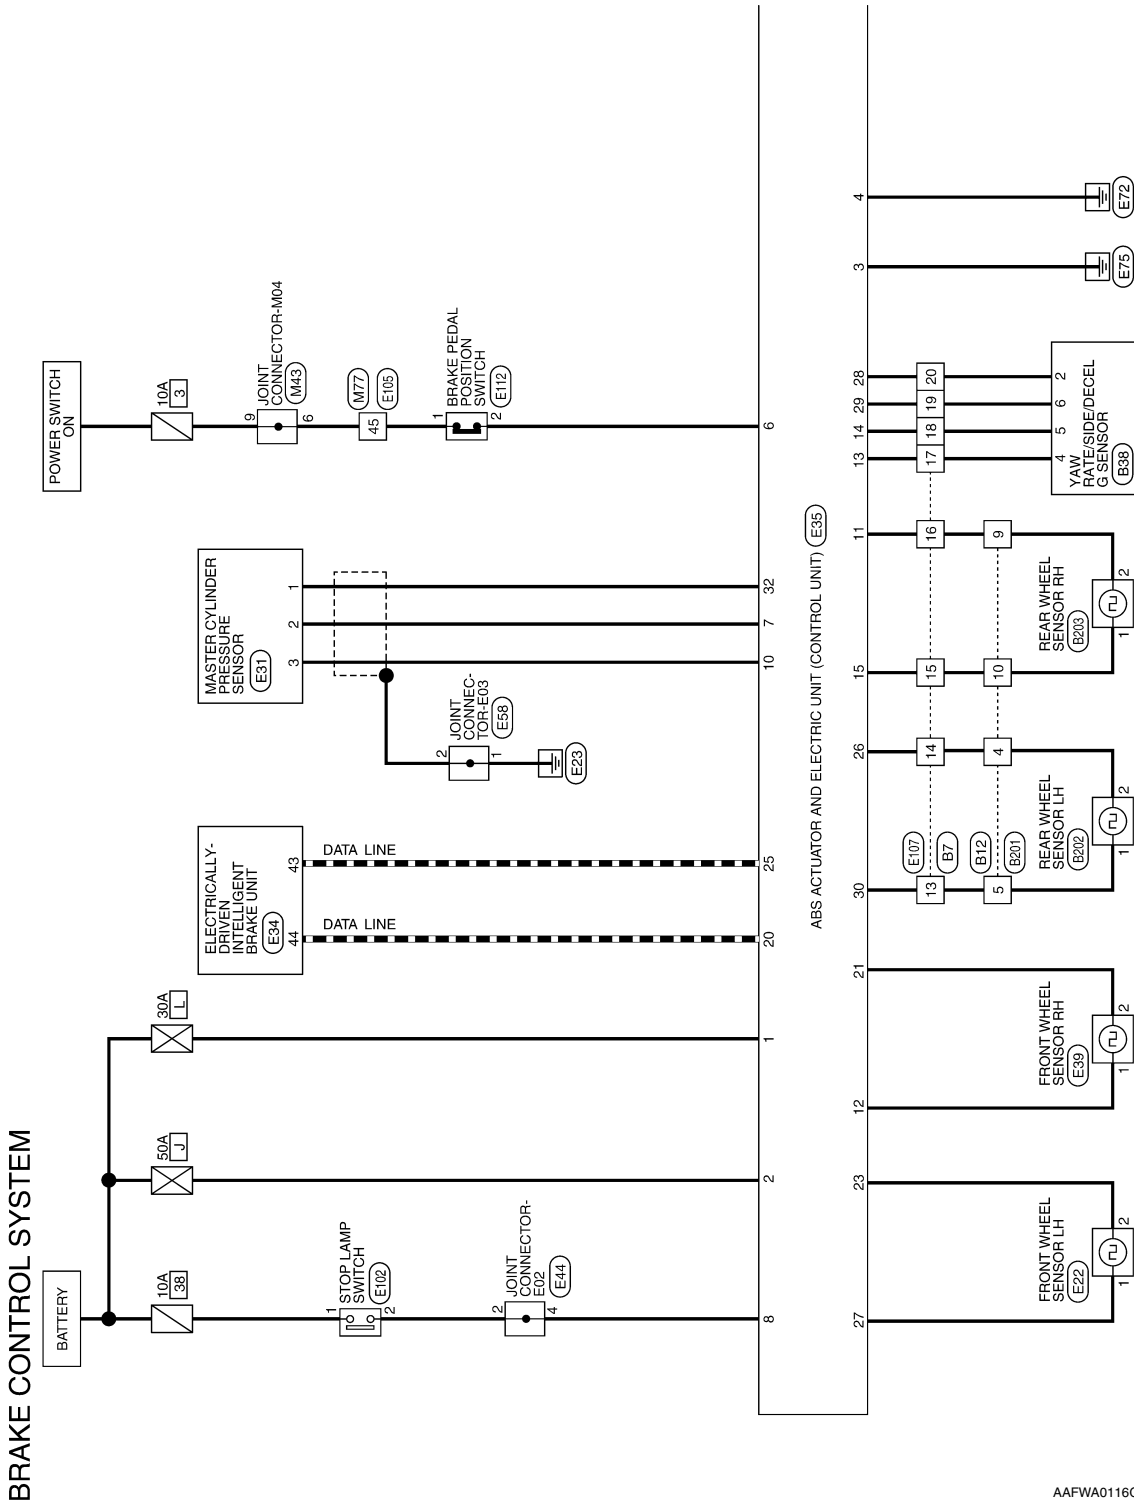 BRAKE CONTROL SYSTEM
BATTERY
10A
38
50A
J
30A
L
STOP LAMP
SWITCH
E102
1
2
JOINT
CONNECTOR-
E02
E44
2
4
ELECTRICALLY-
DRIVEN
INTELLIGENT
BRAKE UNIT
E34
44
43
DATA LINE
DATA LINE
MASTER CYLINDER
PRESSURE
SENSOR
E31
3
2
1
JOINT
CONNEC-
TOR-E03
E58
2
1
E23
POWER SWITCH
ON
10A
3
JOINT
CONNECTOR-M04
M43
9
6
45
M77
E105
BRAKE PEDAL
POSITION
SWITCH
E112
1
2
8
2
1
20
25
10
7
32
6
ABS ACTUATOR AND ELECTRIC UNIT (CONTROL UNIT)
E35
27
23
12
21
30
26
15
11
13
14
29
28
3
4
13
E107
B7
14
15
16
17
18
19
20
5
B12
B201
4
10
9
FRONT WHEEL
SENSOR LH
E22
1
2
FRONT WHEEL
SENSOR RH
E39
1
2
REAR WHEEL
SENSOR LH
B202
1
2
REAR WHEEL
SENSOR RH
B203
1
2
4
5
6
2
YAW
RATE/SIDE/DECEL
G SENSOR
B38
E75
E72